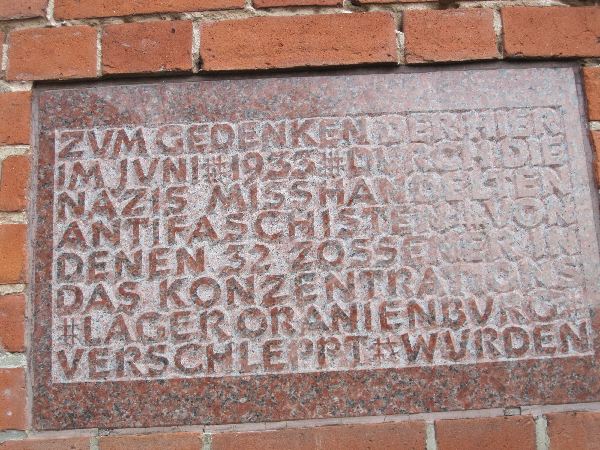 ZVM GEDENKEN DER HIER
IM JVNI # 1933 # DVRCH DIE
NAZIS MISSHANDELTEN
ANTIFASCHISTEN # VON
DENEN 32 ZOSSENER IN
DAS KONZENTRATIONS
#LAGER ORANIENBVRG#
VERSCHLEPPT # WVRDEN